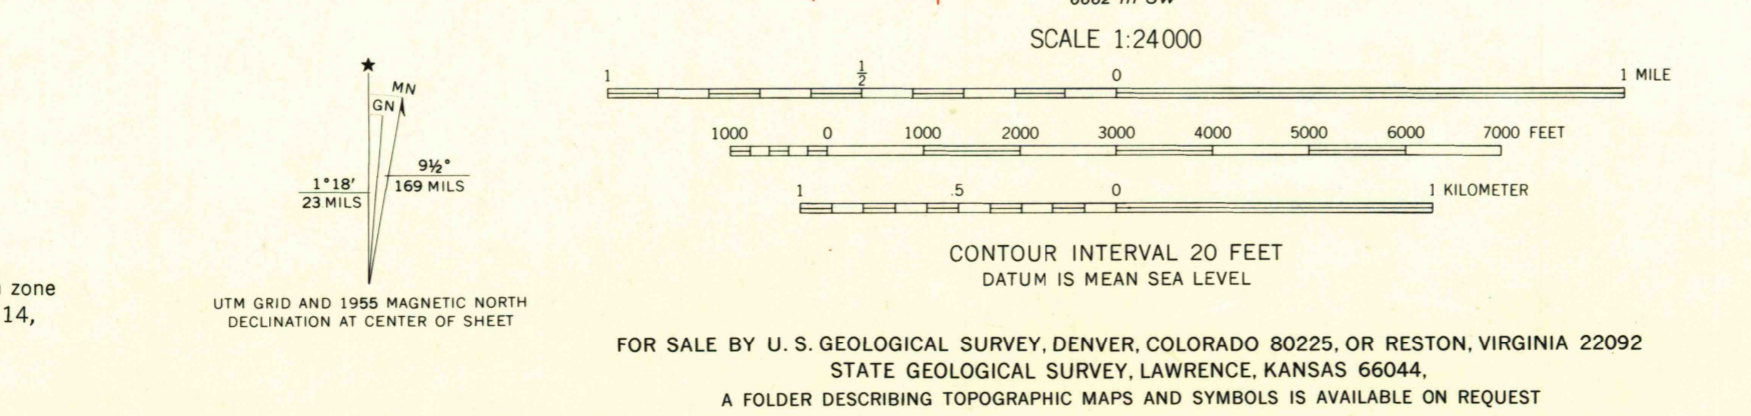 SCALE 1:24000
1 1/2 0 1 MILE
1000 0 1000 2000 3000 4000 5000 6000 7000 FEET
1 .5 0 1 KILOMETER
CONTOUR INTERVAL 20 FEET
DATUM IS MEAN SEA LEVEL
★
MN
GN
9½°
169 MILS
1°18′
23 MILS
UTM GRID AND 1955 MAGNETIC NORTH
DECLINATION AT CENTER OF SHEET
zone
14,
FOR SALE BY U. S. GEOLOGICAL SURVEY, DENVER, COLORADO 80225, OR RESTON, VIRGINIA 22092
STATE GEOLOGICAL SURVEY, LAWRENCE, KANSAS 66044,
A FOLDER DESCRIBING TOPOGRAPHIC MAPS AND SYMBOLS IS AVAILABLE ON REQUEST